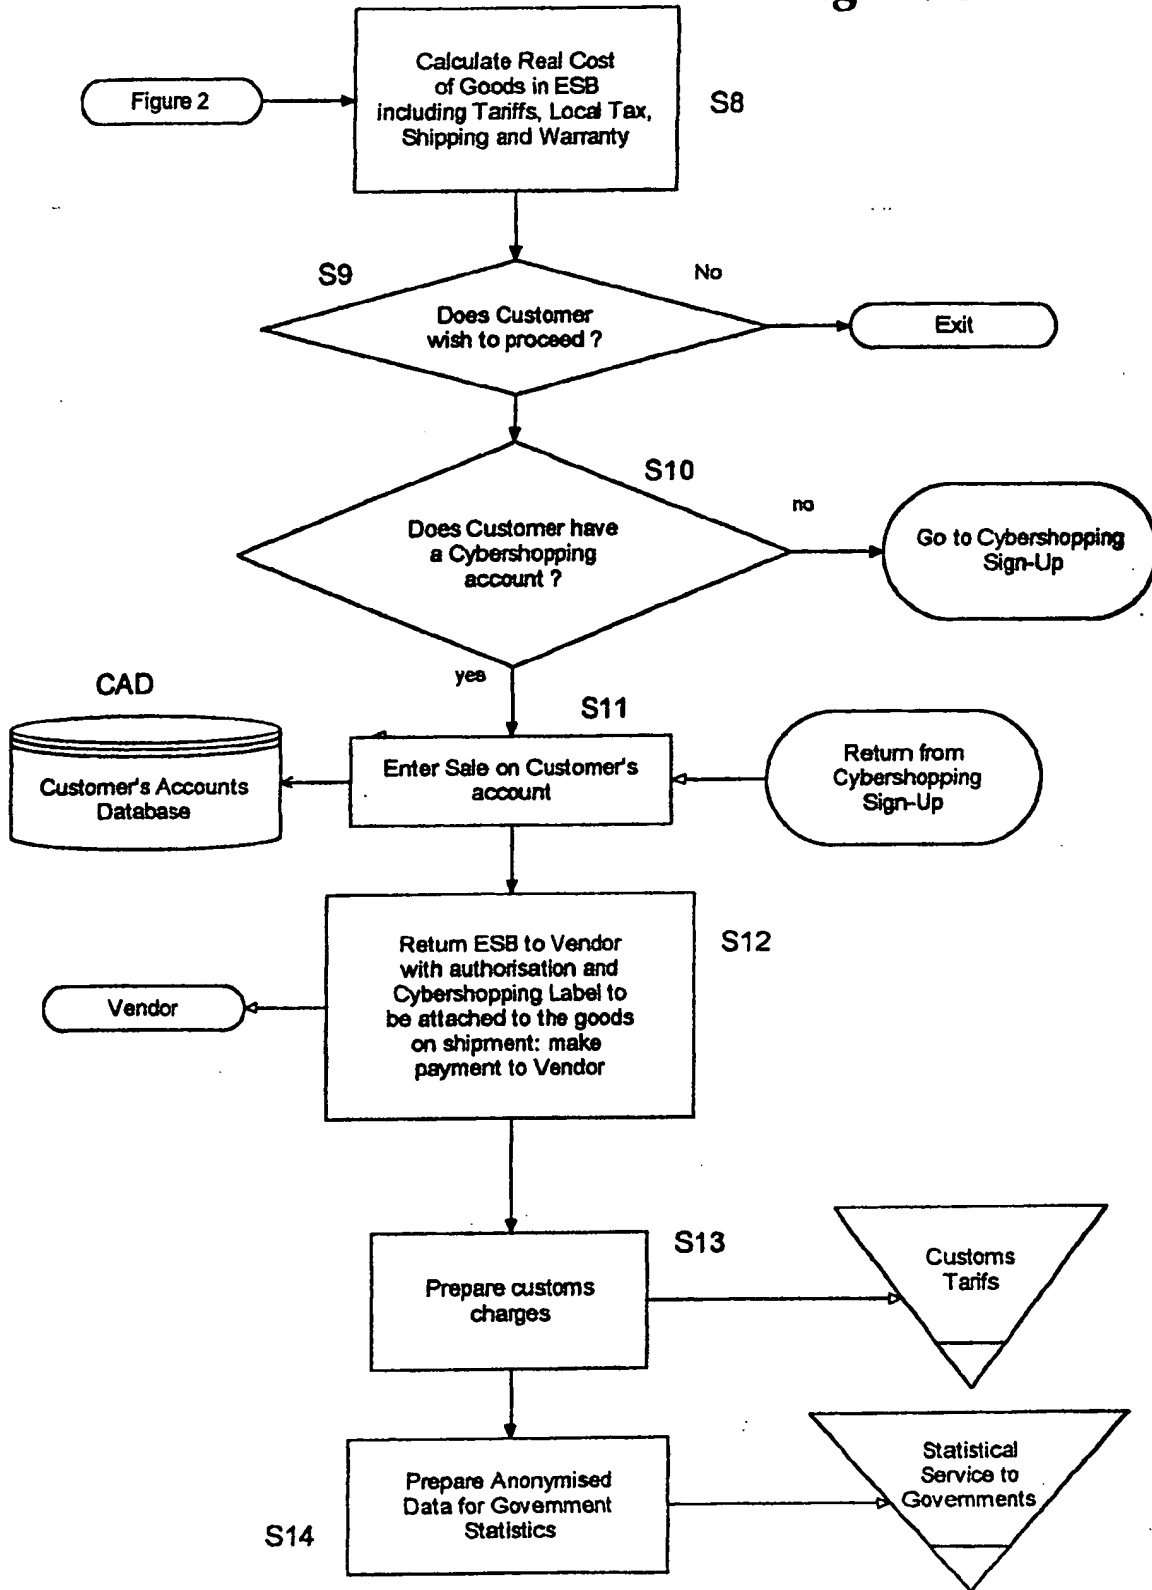 Calculate Real Cost
of Goods in ESB
including Tariffs, Local Tax,
Shipping and Warranty
Figure 2
S8
S9
No
Does Customer
wish to proceed ?
Exit
S10
no
Does Customer have
a Cybershopping
account ?
Go to Cybershopping
Sign-Up
yes
CAD
S11
Customer's Accounts
Database
Enter Sale on Customer's
account
Return from
Cybershopping
Sign-Up
S12
Return ESB to Vendor
with authorisation and
Cybershopping Label to
be attached to the goods
on shipment: make
payment to Vendor
Vendor
S13
Prepare customs
charges
Customs
Tarifs
S14
Prepare Anonymised
Data for Government
Statistics
Statistical
Service to
Governments